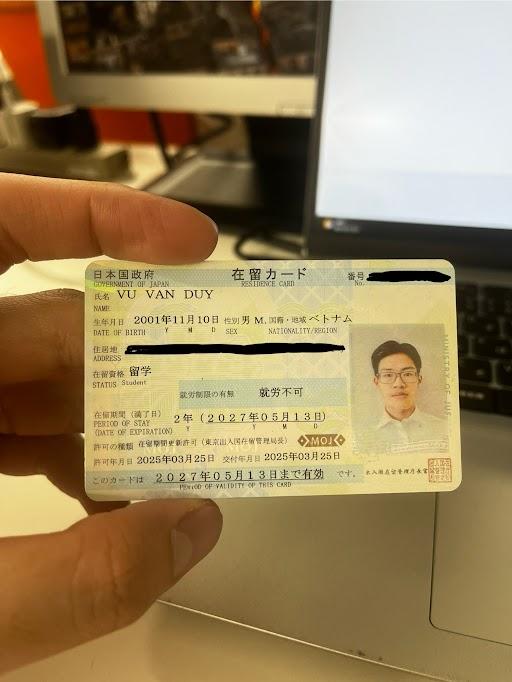 日本国政府 在留カード 番号
GOVERNMENT OF JAPAN RESIDENCE CARD No.
氏名 VU VAN DUY
NAME
生年月日 2001年11月10日 性別 男 M. 国籍・地域 ベトナム
DATE OF BIRTH Y M D SEX NATIONALITY/REGION
住居地
ADDRESS
在留資格 留学
STATUS Student
就労制限の有無 就労不可
在留期間(満了日) 2年(2027年05月13日)
PERIOD OF STAY Y Y M D
(DATE OF EXPIRATION)
MOJ
許可の種類 在留期間更新許可(東京出入国在留管理局長)
許可年月日 2025年03月25日 交付年月日 2025年03月25日
このカードは 2027年05月13日まで有効 です。
PERIOD OF VALIDITY OF THIS CARD